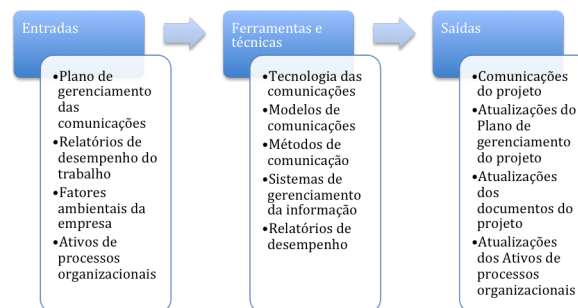 Entradas
•Plano de
gerenciamento
das
comunicações
•Relatórios de
desempenho do
trabalho
•Fatores
ambientais da
empresa
•Ativos de
processos
organizacionais
Ferramentas e
técnicas
•Tecnologia das
comunicações
•Modelos de
comunicações
•Métodos de
comunicação
•Sistemas de
gerenciamento
da informação
•Relatórios de
desempenho
Saídas
•Comunicações
do projeto
•Atualizações do
Plano de
gerenciamento
do projeto
•Atualizações
dos
documentos do
projeto
•Atualizações
dos Ativos de
processos
organizacionais